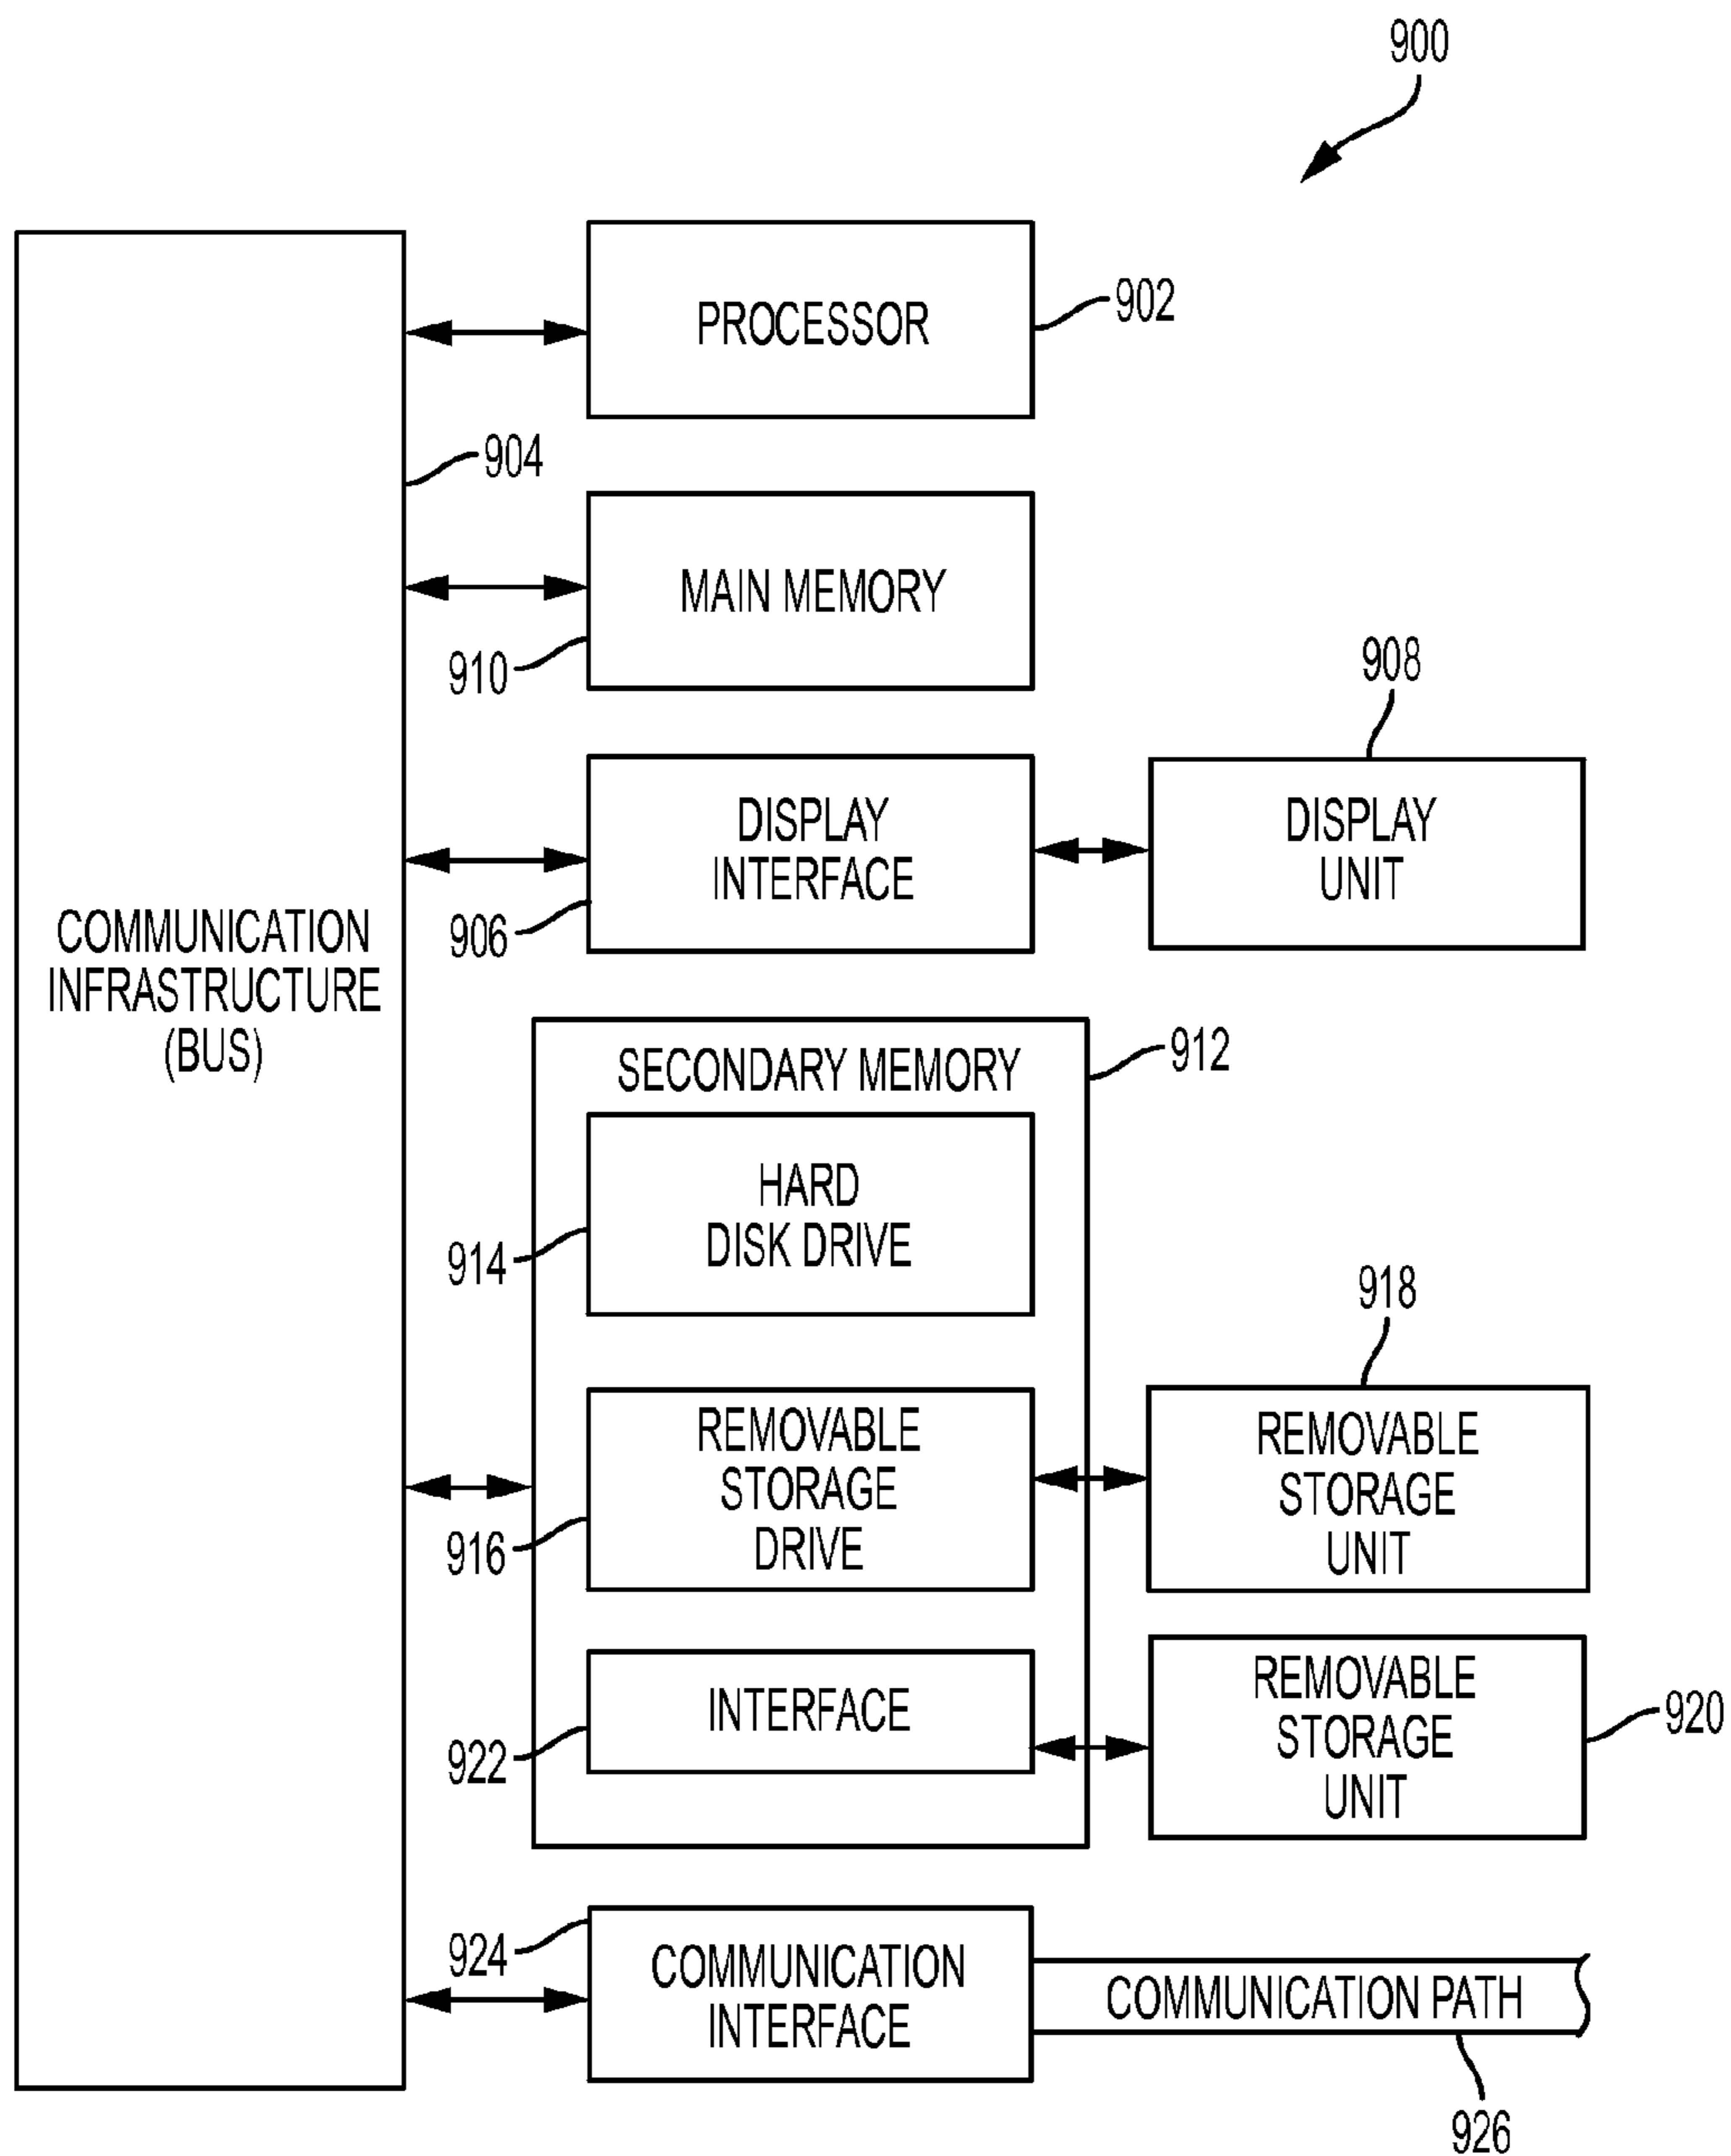 900
PROCESSOR
902
904
MAIN MEMORY
910
908
DISPLAY
INTERFACE
906
DISPLAY
UNIT
COMMUNICATION
INFRASTRUCTURE
(BUS)
SECONDARY MEMORY
912
HARD
DISK DRIVE
914
918
REMOVABLE
STORAGE
DRIVE
916
REMOVABLE
STORAGE
UNIT
INTERFACE
922
REMOVABLE
STORAGE
UNIT
920
924
COMMUNICATION
INTERFACE
COMMUNICATION PATH
926